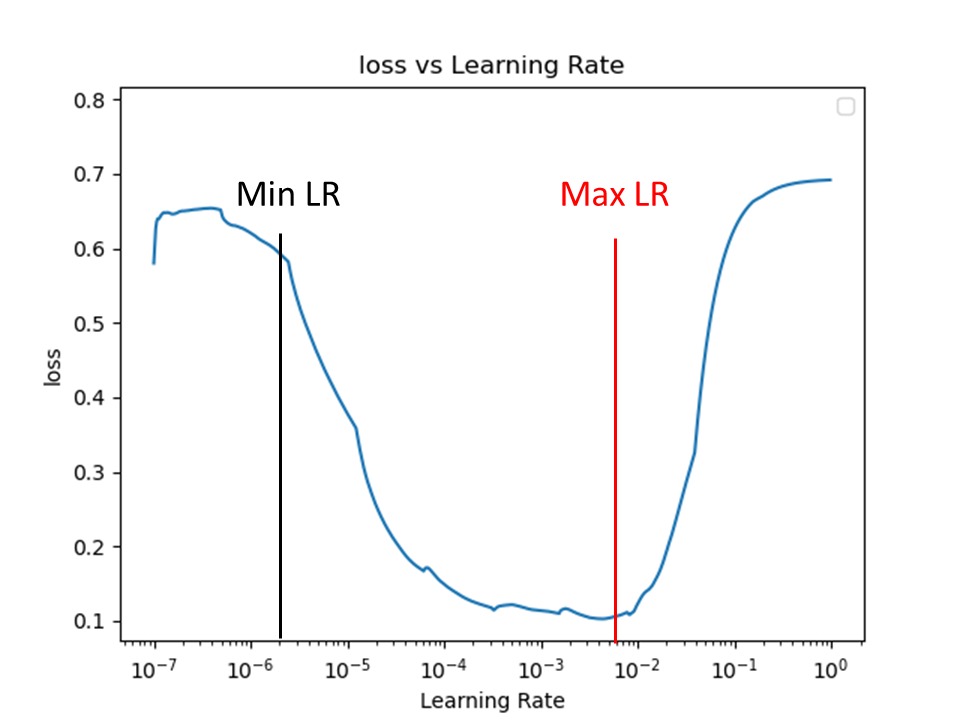 loss vs Learning Rate
0.8
0.7
0.6
0.5
0.4
0.3
0.2
0.1
loss
Min LR
Max LR
10⁻⁷ 10⁻⁶ 10⁻⁵ 10⁻⁴ 10⁻³ 10⁻² 10⁻¹ 10⁰
Learning Rate